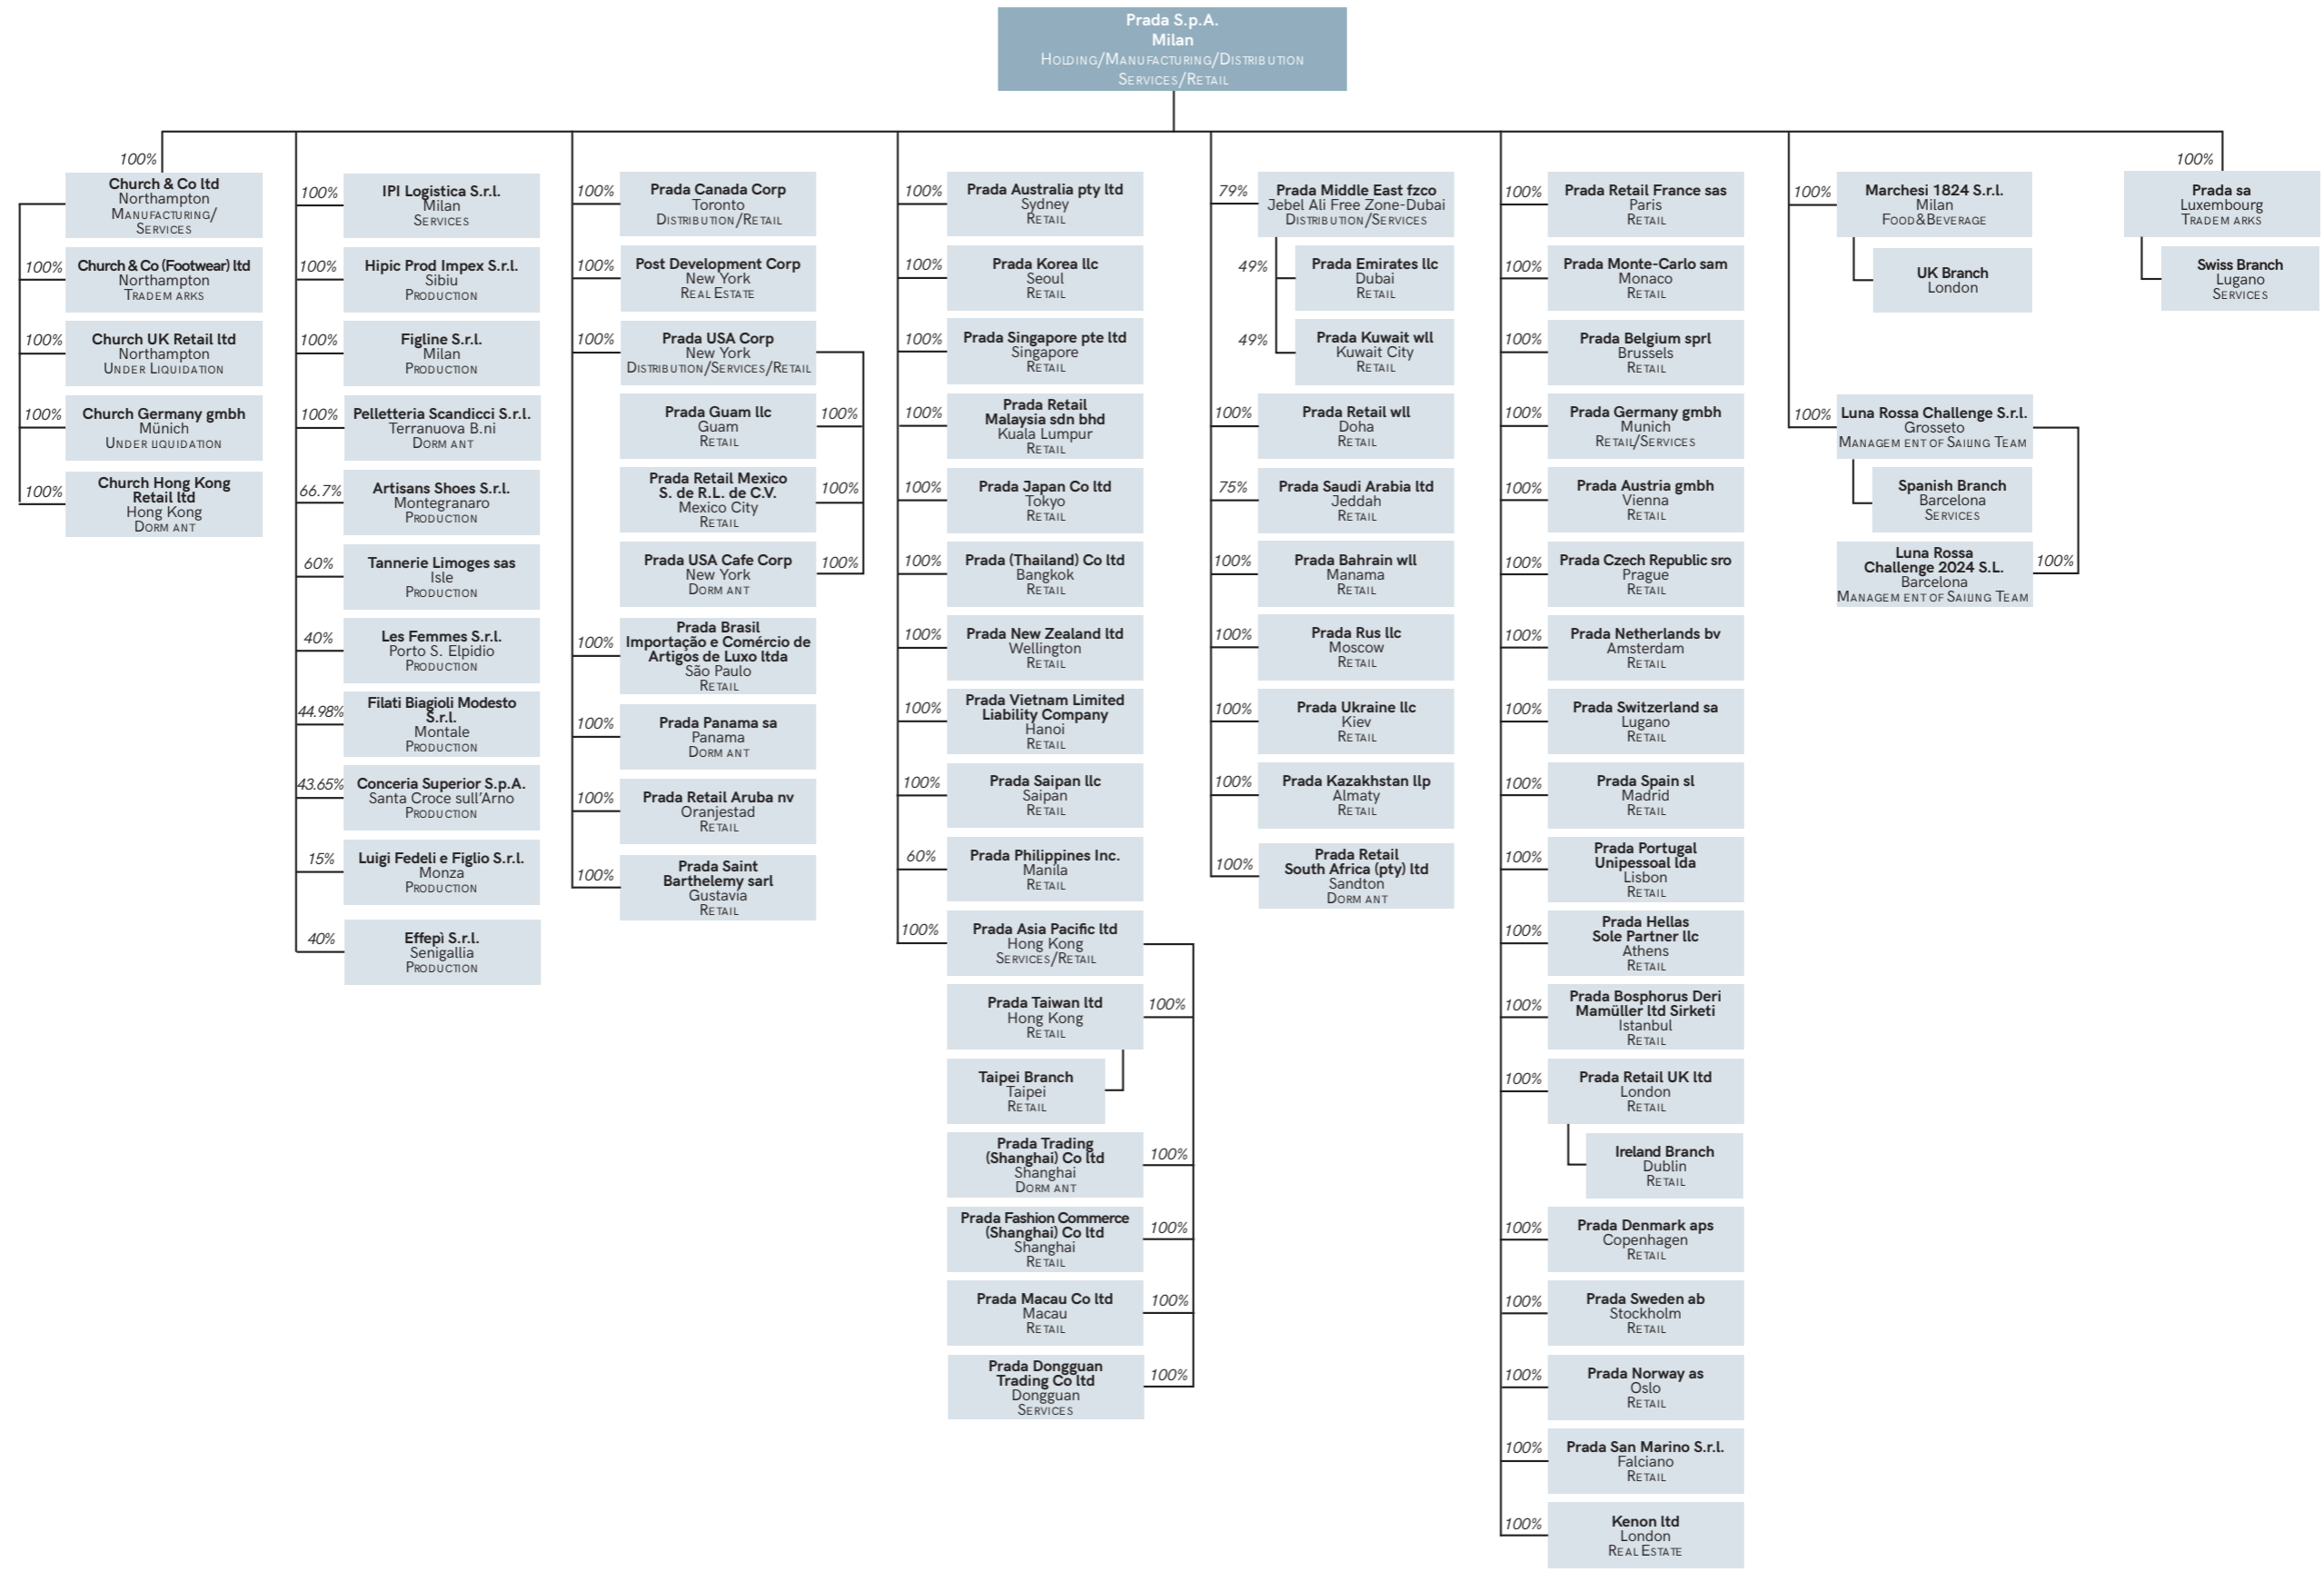 Prada S.p.A.
Milan
Holding/Manufacturing/Distribution
Services/Retail
100%
Church & Co ltd
Northampton
Manufacturing/
Services
100%
Church & Co (Footwear) ltd
Northampton
Tradem arks
100%
Church UK Retail ltd
Northampton
Under Liquidation
100%
Church Germany gmbh
Münich
Under liquidation
100%
Church Hong Kong
Retail ltd
Hong Kong
Dorm ant
100%
IPI Logistica S.r.l.
Milan
Services
100%
Hipic Prod Impex S.r.l.
Sibiu
Production
100%
Figline S.r.l.
Milan
Production
100%
Pelletteria Scandicci S.r.l.
Terranuova B.ni
Dorm ant
66.7%
Artisans Shoes S.r.l.
Montegranaro
Production
60%
Tannerie Limoges sas
Isle
Production
40%
Les Femmes S.r.l.
Porto S. Elpidio
Production
44.98%
Filati Biagioli Modesto
S.r.l.
Montale
Production
43.65%
Conceria Superior S.p.A.
Santa Croce sull'Arno
Production
15%
Luigi Fedeli e Figlio S.r.l.
Monza
Production
40%
Effepì S.r.l.
Senigallia
Production
100%
Prada Canada Corp
Toronto
Distribution/Retail
100%
Post Development Corp
New York
Real Estate
100%
Prada USA Corp
New York
Distribution/Services/Retail
Prada Guam llc
Guam
Retail
100%
Prada Retail Mexico
S. de R.L. de C.V.
Mexico City
Retail
100%
Prada USA Cafe Corp
New York
Dorm ant
100%
100%
Prada Brasil
Importação e Comércio de
Artigos de Luxo ltda
São Paulo
Retail
100%
Prada Panama sa
Panama
Dorm ant
100%
Prada Retail Aruba nv
Oranjestad
Retail
100%
Prada Saint
Barthelemy sarl
Gustavia
Retail
100%
Prada Australia pty ltd
Sydney
Retail
100%
Prada Korea llc
Seoul
Retail
100%
Prada Singapore pte ltd
Singapore
Retail
100%
Prada Retail
Malaysia sdn bhd
Kuala Lumpur
Retail
100%
Prada Japan Co ltd
Tokyo
Retail
100%
Prada (Thailand) Co ltd
Bangkok
Retail
100%
Prada New Zealand ltd
Wellington
Retail
100%
Prada Vietnam Limited
Liability Company
Hanoi
Retail
100%
Prada Saipan llc
Saipan
Retail
60%
Prada Philippines Inc.
Manila
Retail
100%
Prada Asia Pacific ltd
Hong Kong
Services/Retail
Prada Taiwan ltd
Hong Kong
Retail
100%
Taipei Branch
Taipei
Retail
Prada Trading
(Shanghai) Co ltd
Shanghai
Dorm ant
100%
Prada Fashion Commerce
(Shanghai) Co ltd
Shanghai
Retail
100%
Prada Macau Co ltd
Macau
Retail
100%
Prada Dongguan
Trading Co ltd
Dongguan
Services
100%
79%
Prada Middle East fzco
Jebel Ali Free Zone-Dubai
Distribution/Services
49%
Prada Emirates llc
Dubai
Retail
49%
Prada Kuwait wll
Kuwait City
Retail
100%
Prada Retail wll
Doha
Retail
75%
Prada Saudi Arabia ltd
Jeddah
Retail
100%
Prada Bahrain wll
Manama
Retail
100%
Prada Rus llc
Moscow
Retail
100%
Prada Ukraine llc
Kiev
Retail
100%
Prada Kazakhstan llp
Almaty
Retail
100%
Prada Retail
South Africa (pty) ltd
Sandton
Dorm ant
100%
Prada Retail France sas
Paris
Retail
100%
Prada Monte-Carlo sam
Monaco
Retail
100%
Prada Belgium sprl
Brussels
Retail
100%
Prada Germany gmbh
Munich
Retail/Services
100%
Prada Austria gmbh
Vienna
Retail
100%
Prada Czech Republic sro
Prague
Retail
100%
Prada Netherlands bv
Amsterdam
Retail
100%
Prada Switzerland sa
Lugano
Retail
100%
Prada Spain sl
Madrid
Retail
100%
Prada Portugal
Unipessoal lda
Lisbon
Retail
100%
Prada Hellas
Sole Partner llc
Athens
Retail
100%
Prada Bosphorus Deri
Mamüller ltd Sirketi
Istanbul
Retail
100%
Prada Retail UK ltd
London
Retail
Ireland Branch
Dublin
Retail
100%
Prada Denmark aps
Copenhagen
Retail
100%
Prada Sweden ab
Stockholm
Retail
100%
Prada Norway as
Oslo
Retail
100%
Prada San Marino S.r.l.
Falciano
Retail
100%
Kenon ltd
London
Real Estate
100%
Marchesi 1824 S.r.l.
Milan
Food&Beverage
UK Branch
London
100%
Luna Rossa Challenge S.r.l.
Grosseto
Managem ent of Sailing Team
Spanish Branch
Barcelona
Services
Luna Rossa
Challenge 2024 S.L.
Barcelona
Managem ent of Sailing Team
100%
100%
Prada sa
Luxembourg
Tradem arks
Swiss Branch
Lugano
Services